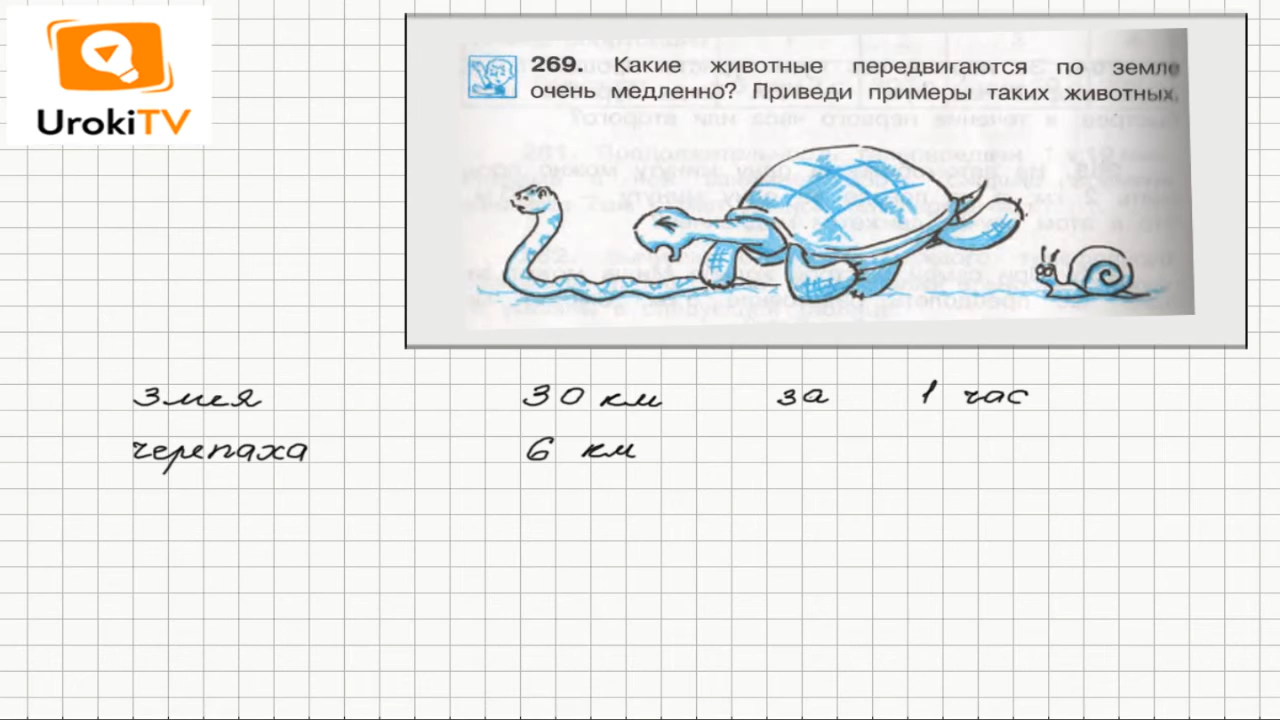 UrokiTV
269. Какие животные передвигаются по земле
очень медленно? Приведи примеры таких животных.
змея 30 км за 1 час
черепаха 6 км